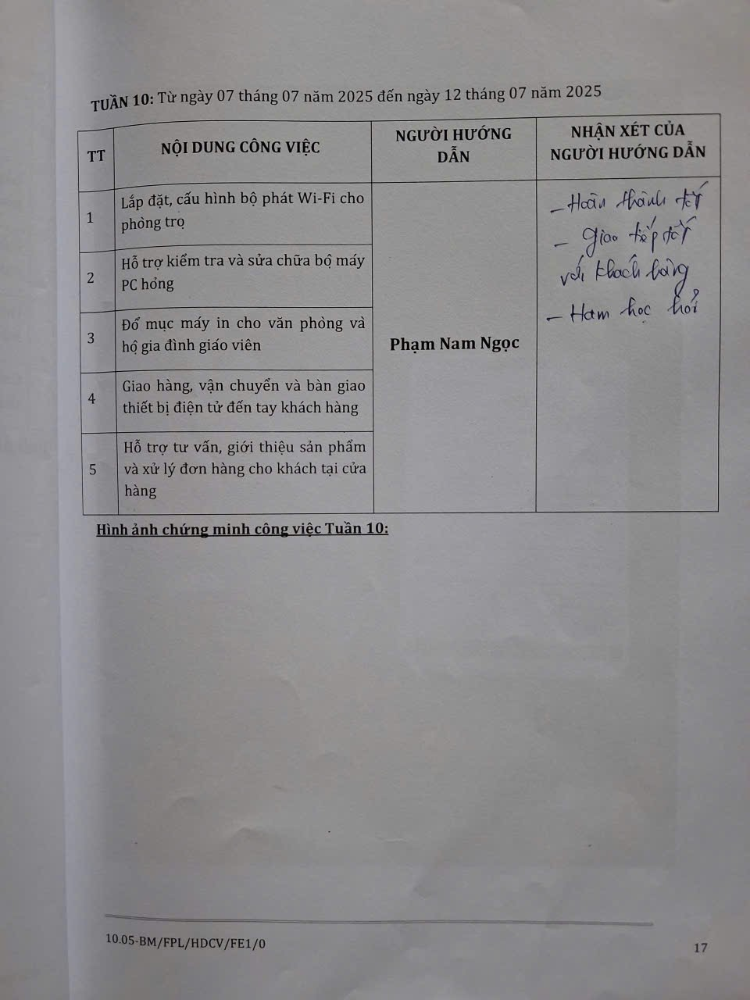 TUẦN 10: Từ ngày 07 tháng 07 năm 2025 đến ngày 12 tháng 07 năm 2025
TT
NỘI DUNG CÔNG VIỆC
NGƯỜI HƯỚNG
DẪN
NHẬN XÉT CỦA
NGƯỜI HƯỚNG DẪN
1
Lắp đặt, cấu hình bộ phát Wi-Fi cho
phòng trọ
2
Hỗ trợ kiểm tra và sửa chữa bộ máy
PC hỏng
3
Đổ mục máy in cho văn phòng và
hộ gia đình giáo viên
4
Giao hàng, vận chuyển và bàn giao
thiết bị điện tử đến tay khách hàng
5
Hỗ trợ tư vấn, giới thiệu sản phẩm
và xử lý đơn hàng cho khách tại cửa
hàng
Phạm Nam Ngọc
- Hoàn thành tốt
- Giao tiếp tốt
với khách hàng
- Ham học hỏi
Hình ảnh chứng minh công việc Tuần 10:
10.05-BM/FPL/HDCV/FE1/0
17